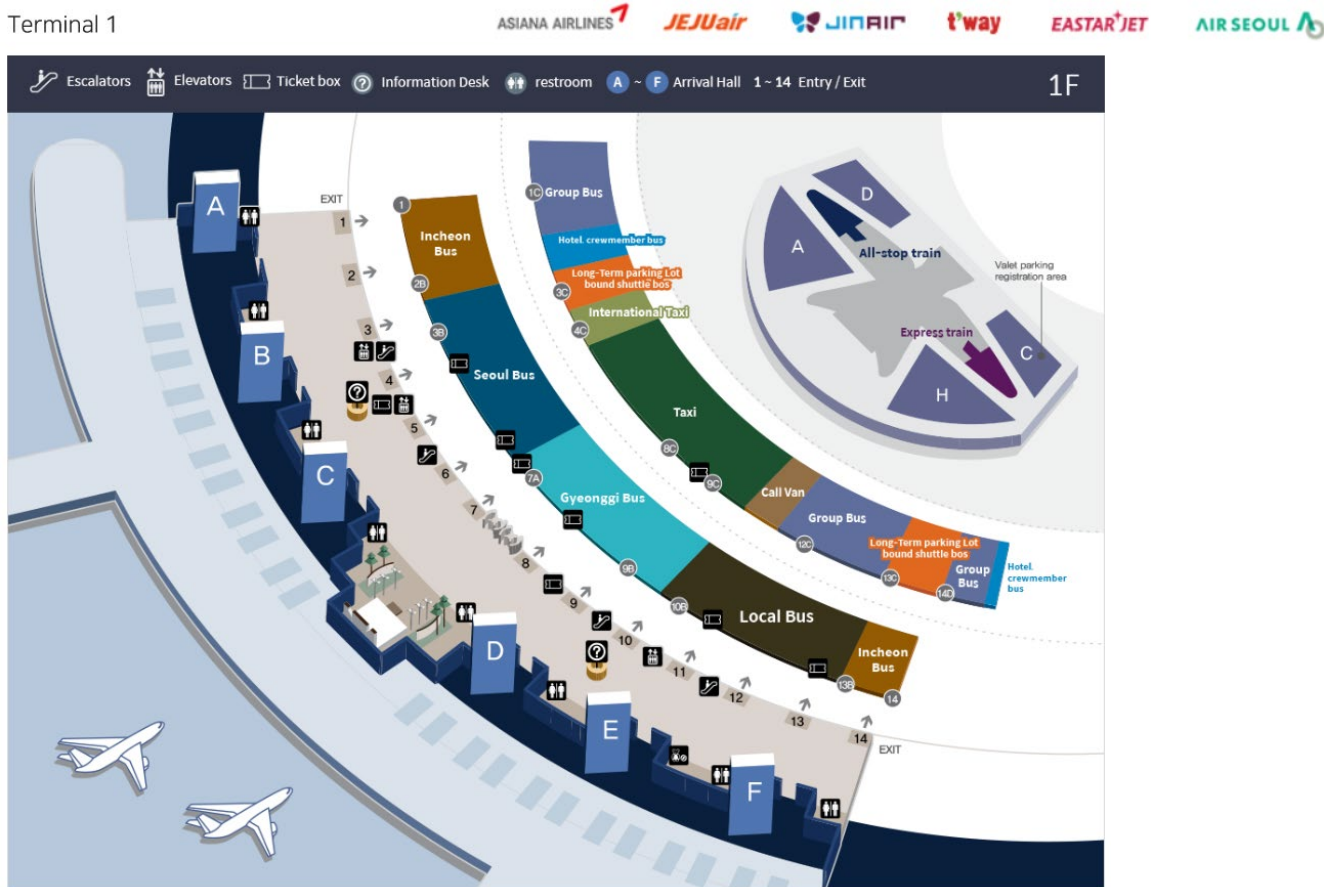 Terminal 1
ASIANA AIRLINES
JEJUair
JINAIR
t'way
EASTAR JET
AIR SEOUL
Escalators
Elevators
Ticket box
? Information Desk
restroom
A ~ F Arrival Hall
1 ~ 14 Entry / Exit
1F
A
B
C
D
E
F
EXIT
1
2
3
4
5
6
7
8
9
10
11
12
13
14
EXIT
?
?
1
Incheon
Bus
2B
3B
Seoul Bus
7A
Gyeonggi Bus
9B
10B
Local Bus
13B
Incheon
Bus
14
1C
Group Bus
Hotel. crewmember bus
3C
Long-Term parking Lot
bound shuttle bos
4C
International Taxi
Taxi
8C
9C
Call Van
12C
Group Bus
13C
Long-Term parking Lot
bound shuttle bos
14D
Group
Bus
Hotel.
crewmember
bus
D
A
All-stop train
Valet parking
registration area
Express train
C
H